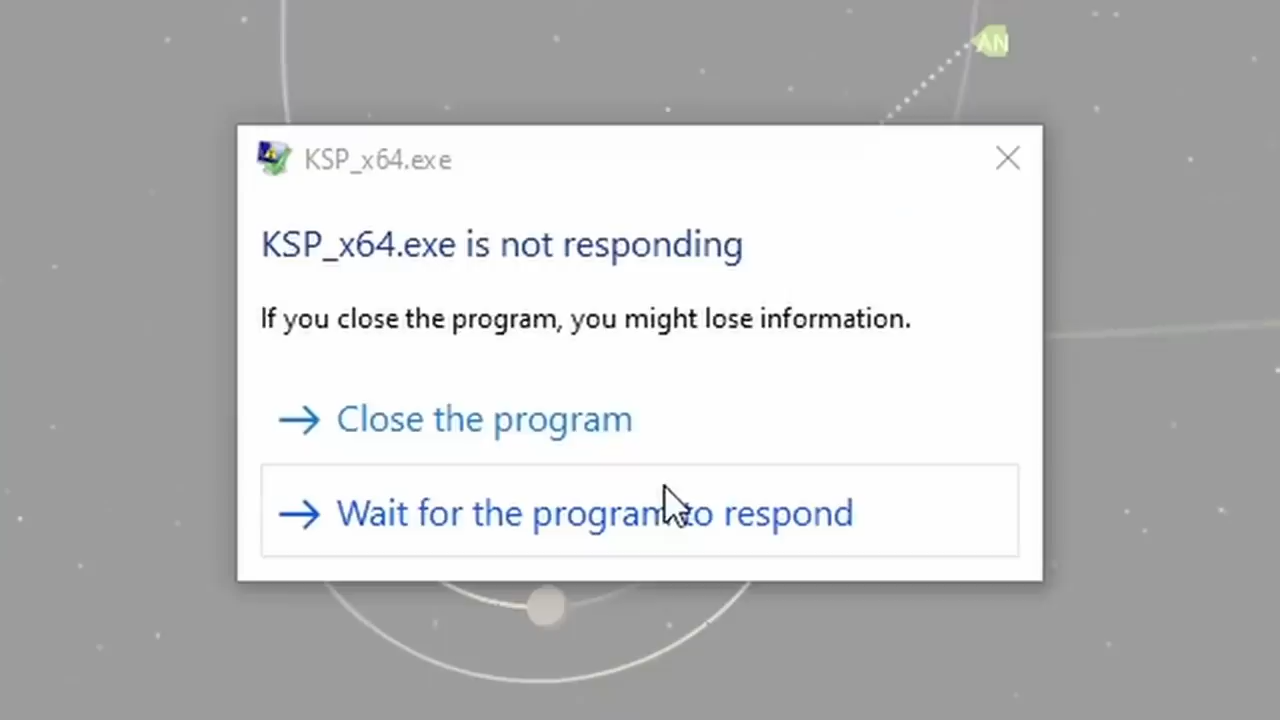 AN
KSP_x64.exe
KSP_x64.exe is not responding
If you close the program, you might lose information.
Close the program
Wait for the program to respond